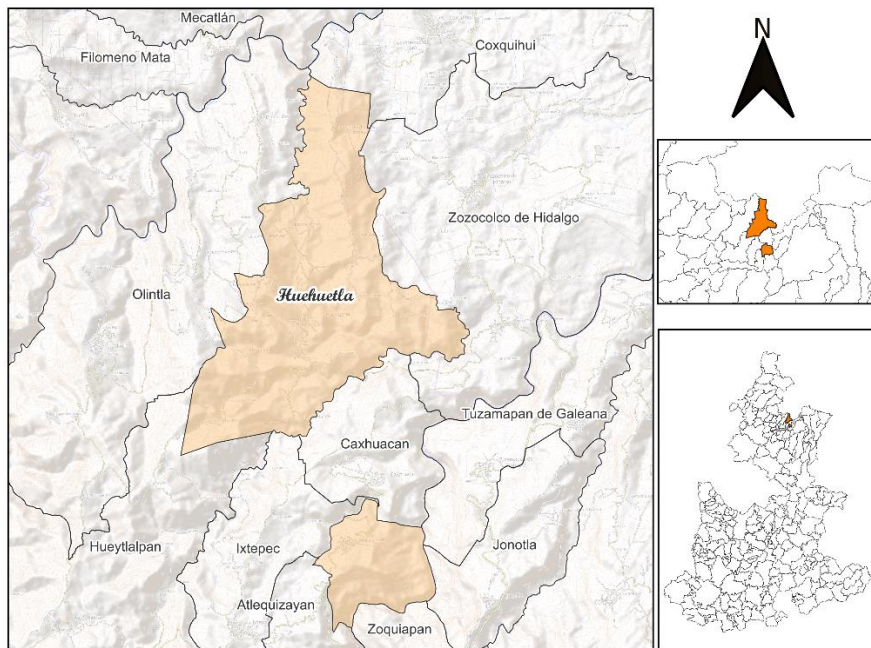 Mecatlán
Filomeno Mata
Coxquihui
N
Zozocolco de Hidalgo
Olintla
Huehuetla
Tuzamapan de Galeana
Caxhuacan
Hueytlalpan
Ixtepec
Jonotla
Atlequizayan
Zoquiapan